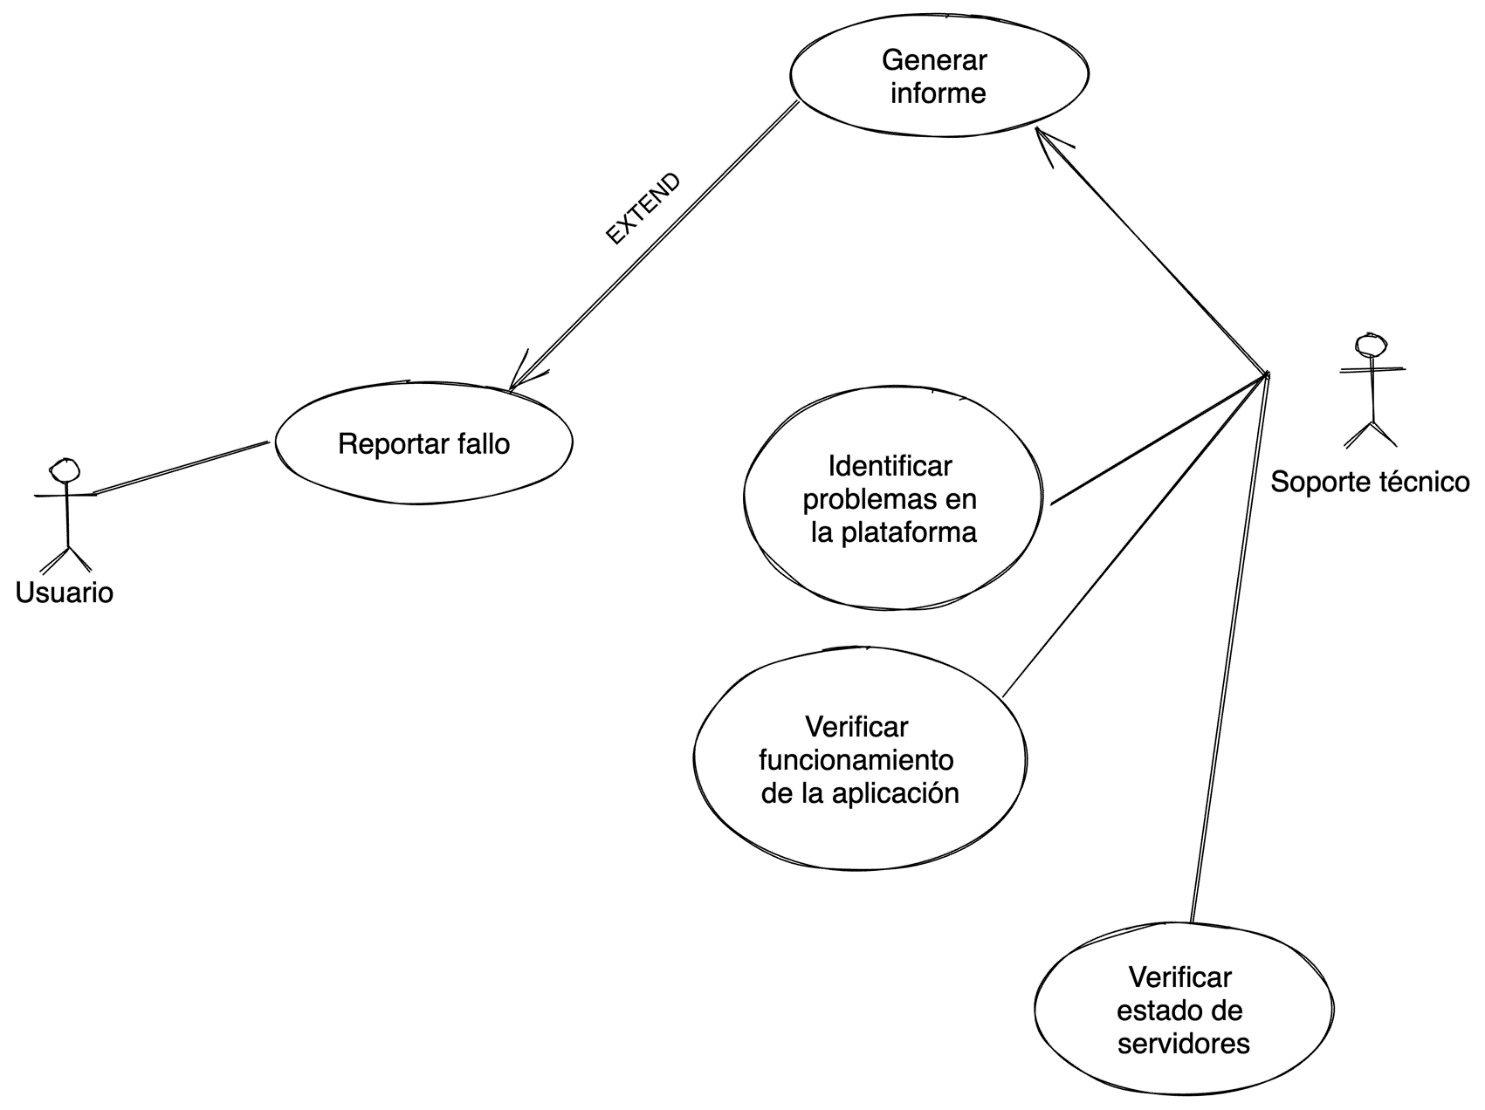 Generar
informe
EXTEND
Reportar fallo
Usuario
Identificar
problemas en
la plataforma
Soporte técnico
Verificar
funcionamiento
de la aplicación
Verificar
estado de
servidores